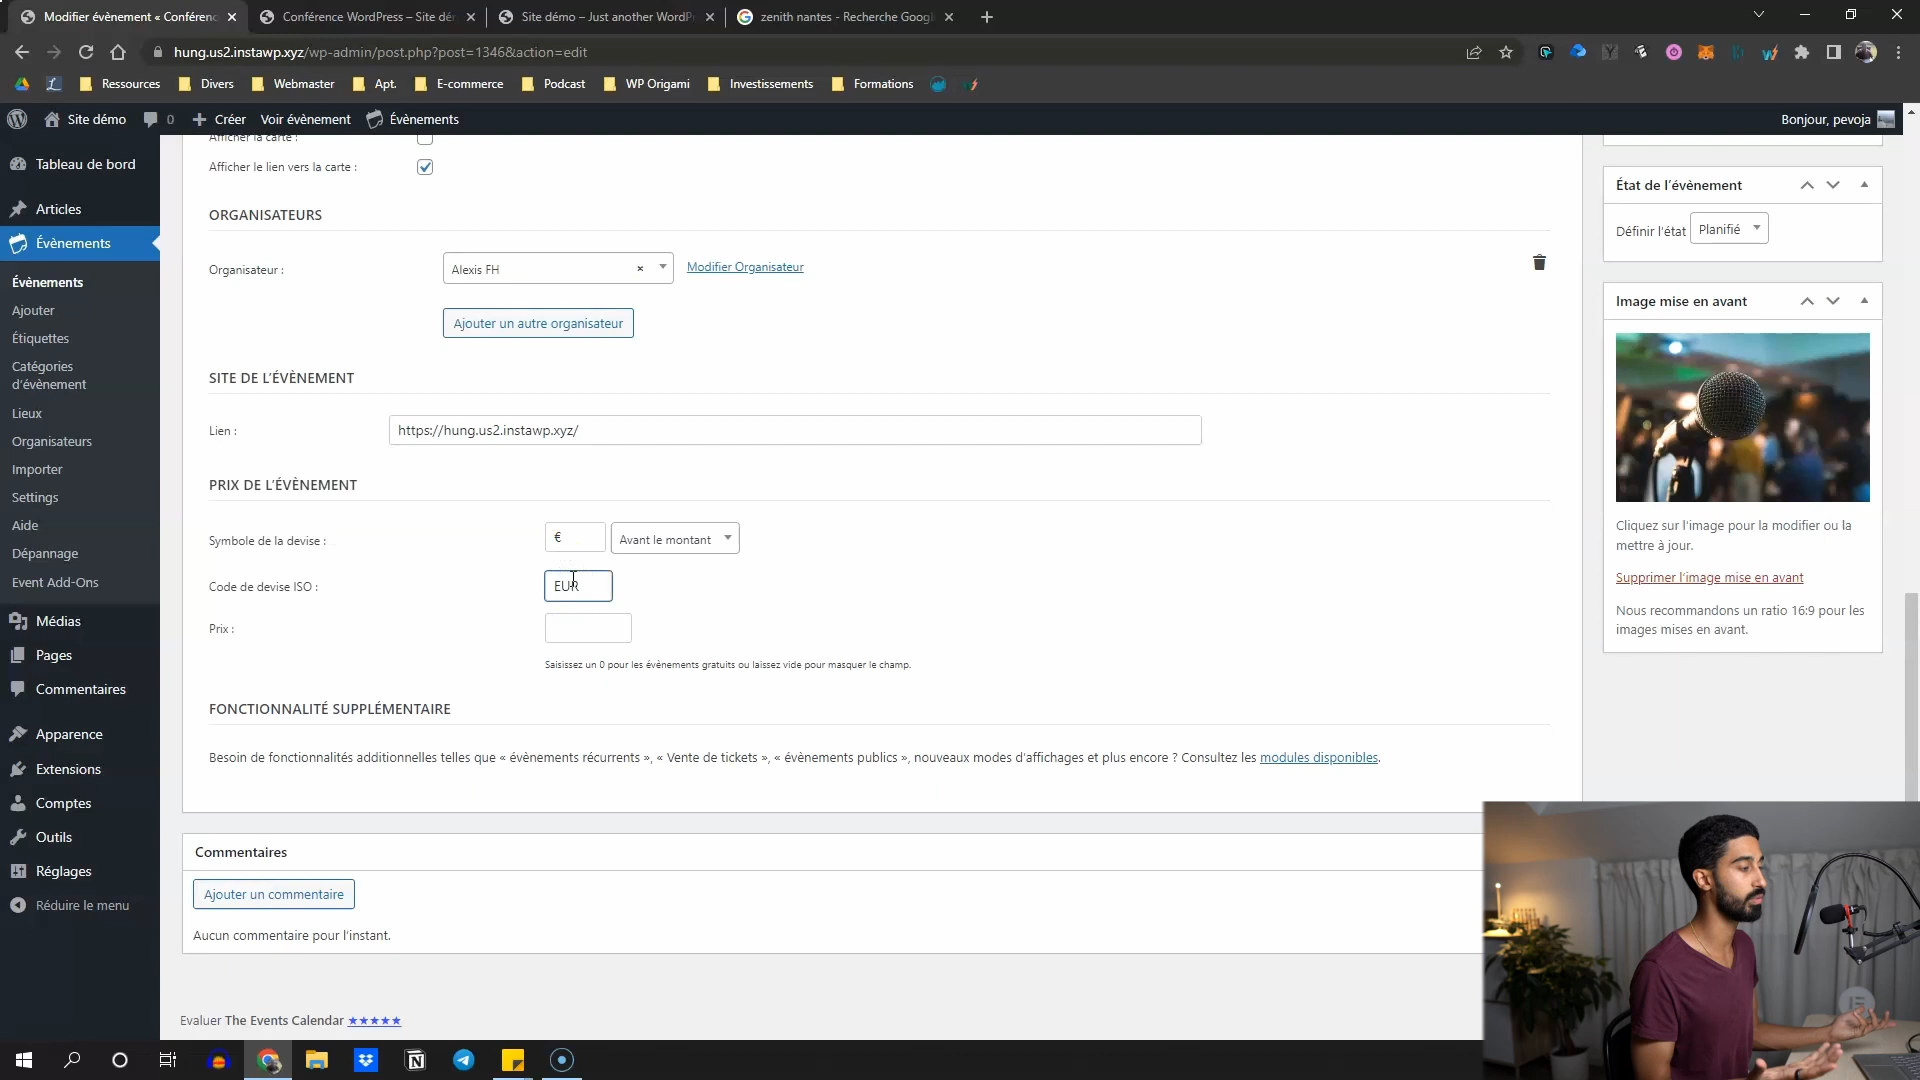 Modifier évènement « Conférenc
Conférence WordPress – Site dé
Site démo – Just another WordP
zenith nantes - Recherche Googl
hung.us2.instawp.xyz/wp-admin/post.php?post=1346&action=edit
Ressources
Divers
Webmaster
Apt.
E-commerce
Podcast
WP Origami
Investissements
Formations
Site démo
0
Créer
Voir évènement
Évènements
Bonjour, pevoja
Tableau de bord
Articles
Évènements
Évènements
Ajouter
Étiquettes
Catégories
d'évènement
Lieux
Organisateurs
Importer
Settings
Aide
Dépannage
Event Add-Ons
Médias
Pages
Commentaires
Apparence
Extensions
Comptes
Outils
Réglages
Réduire le menu
Afficher la carte :
Afficher le lien vers la carte :
ORGANISATEURS
Organisateur :
Alexis FH
×
Modifier Organisateur
Ajouter un autre organisateur
SITE DE L'ÉVÈNEMENT
Lien :
https://hung.us2.instawp.xyz/
PRIX DE L'ÉVÈNEMENT
Symbole de la devise :
€
Avant le montant
Code de devise ISO :
EUR
Prix :
Saisissez un 0 pour les évènements gratuits ou laissez vide pour masquer le champ.
FONCTIONNALITÉ SUPPLÉMENTAIRE
Besoin de fonctionnalités additionnelles telles que « évènements récurrents », « Vente de tickets », « évènements publics », nouveaux modes d'affichages et plus encore ? Consultez les modules disponibles.
Commentaires
Ajouter un commentaire
Aucun commentaire pour l'instant.
Evaluer The Events Calendar ★★★★★
État de l'évènement
Définir l'état
Planifié
Image mise en avant
Cliquez sur l'image pour la modifier ou la
mettre à jour.
Supprimer l'image mise en avant
Nous recommandons un ratio 16:9 pour les
images mises en avant.